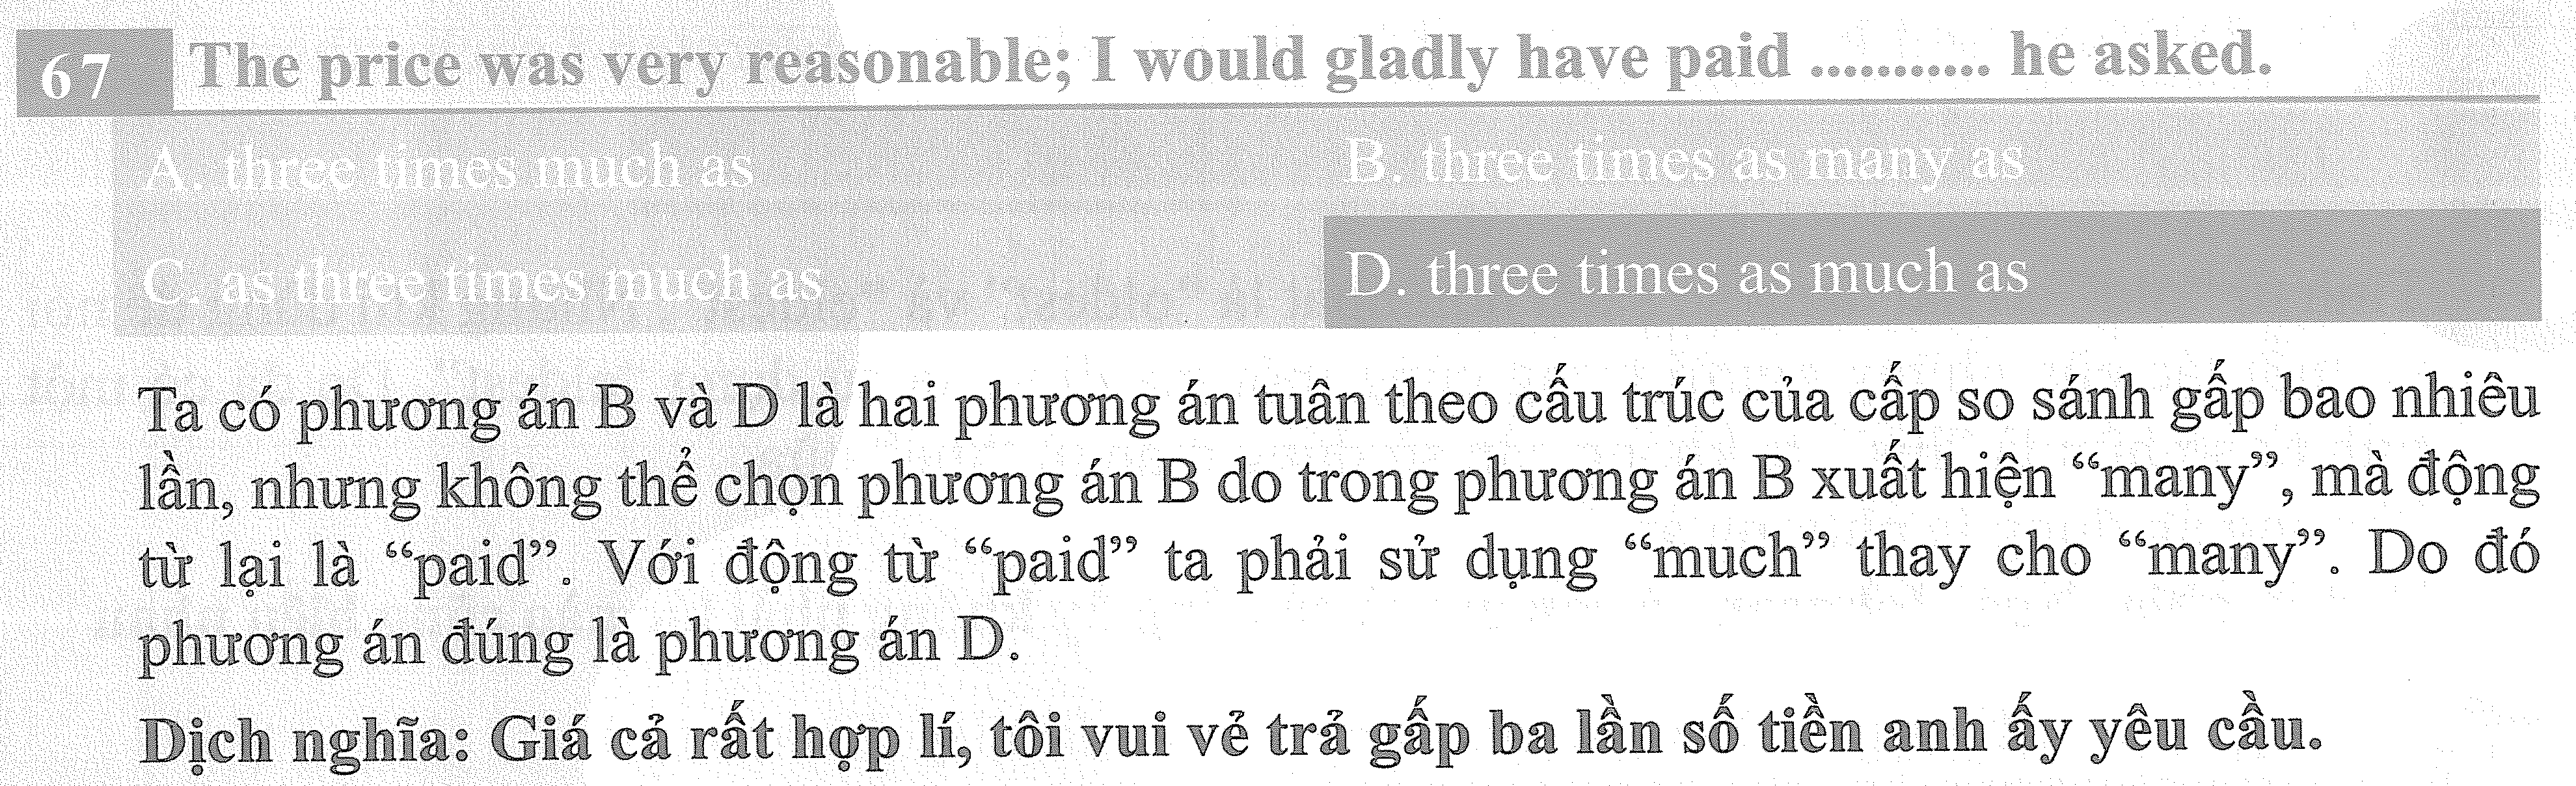 67 The price was very reasonable; I would gladly have paid ........... he asked.
A. three times much as B. three times as many as
C. as three times much as D. three times as much as
Ta có phương án B và D là hai phương án tuân theo cấu trúc của cấp so sánh gấp bao nhiêu
lần, nhưng không thể chọn phương án B do trong phương án B xuất hiện “many”, mà động
từ lại là “paid”. Với động từ “paid” ta phải sử dụng “much” thay cho “many”. Do đó
phương án đúng là phương án D.
Dịch nghĩa: Giá cả rất hợp lí, tôi vui vẻ trả gấp ba lần số tiền anh ấy yêu cầu.